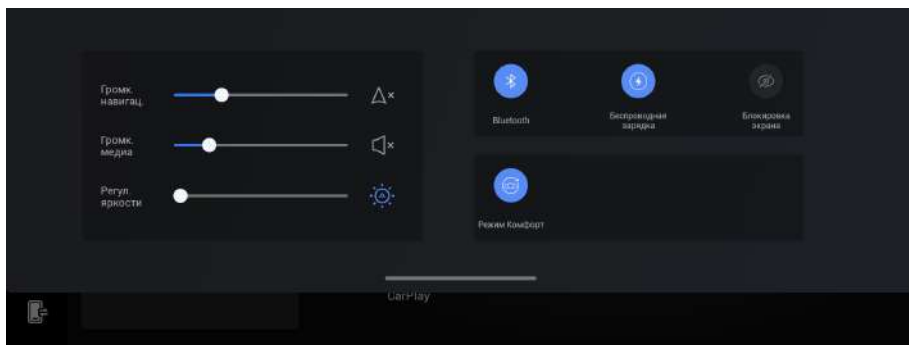 Громк.
навигац.
Громк.
медиа
Регул.
яркости
Bluetooth
Беспроводная
зарядка
Блокировка
экрана
Режим Комфорт
CarPlay